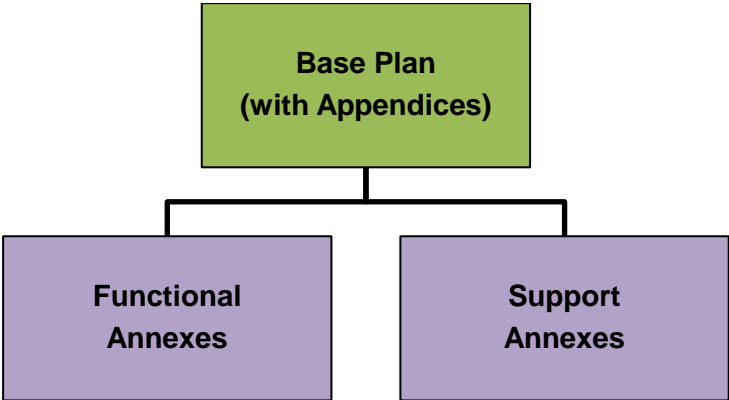 Base Plan
(with Appendices)
Functional
Annexes
Support
Annexes